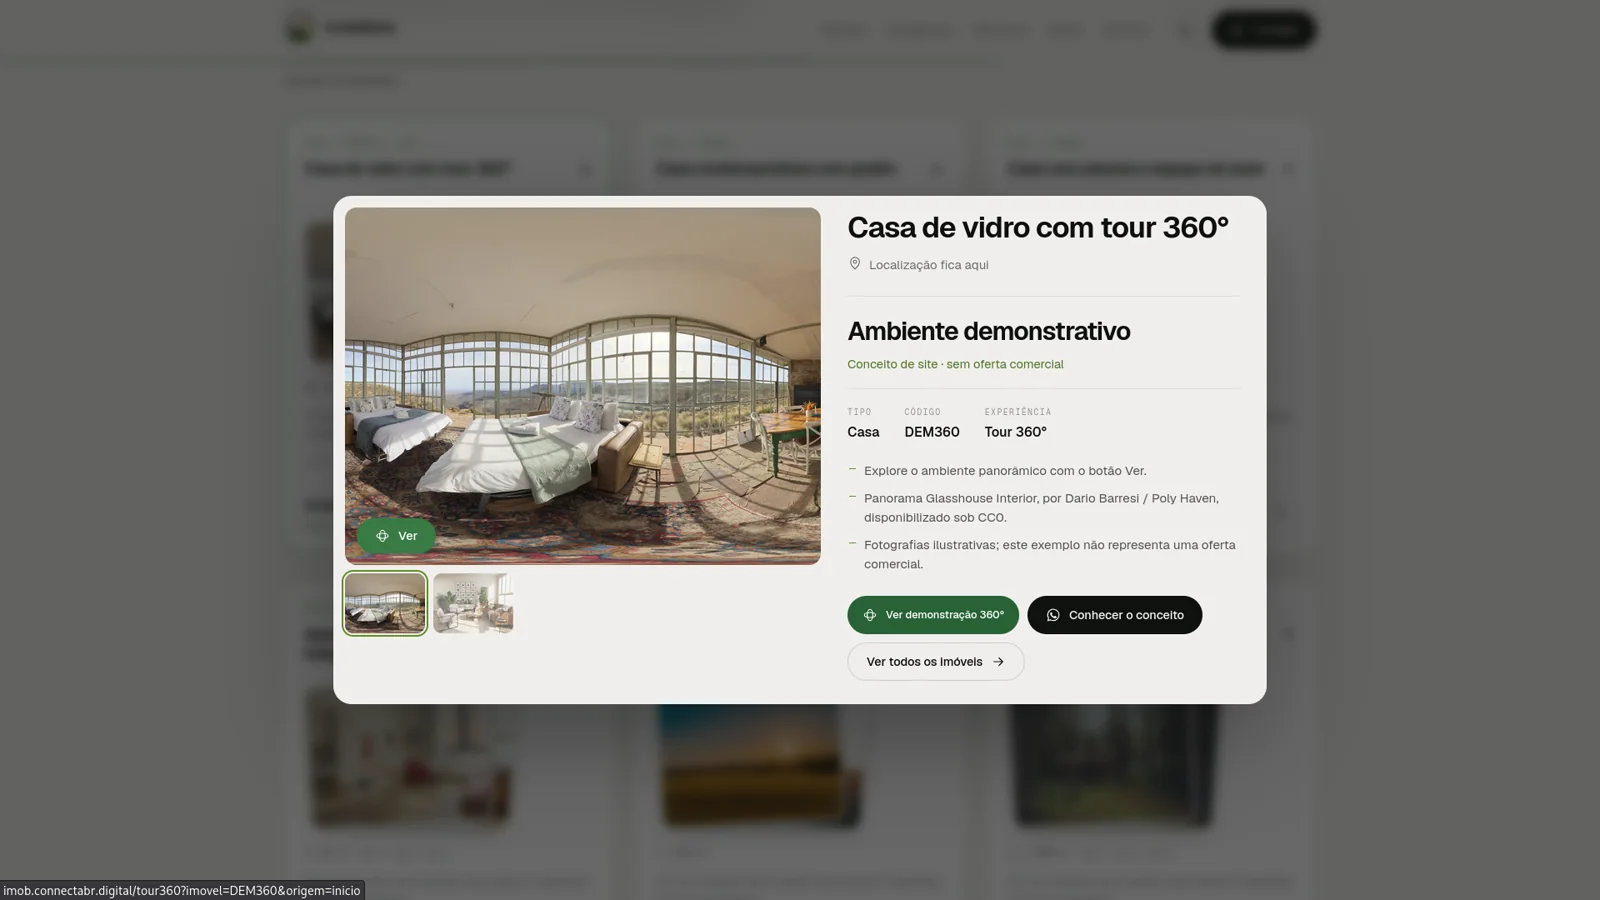 Casa de vidro com tour 360°
Localização fica aqui
Ambiente demonstrativo
Conceito de site · sem oferta comercial
TIPO
Casa
CÓDIGO
DEM360
EXPERIÊNCIA
Tour 360°
Explore o ambiente panorâmico com o botão Ver.
Panorama Glasshouse Interior, por Dario Barresi / Poly Haven,
disponibilizado sob CC0.
Fotografias ilustrativas; este exemplo não representa uma oferta
comercial.
Ver
Ver demonstração 360°
Conhecer o conceito
Ver todos os imóveis
imob.connectabr.digital/tour360?imovel=DEM360&origem=inicio